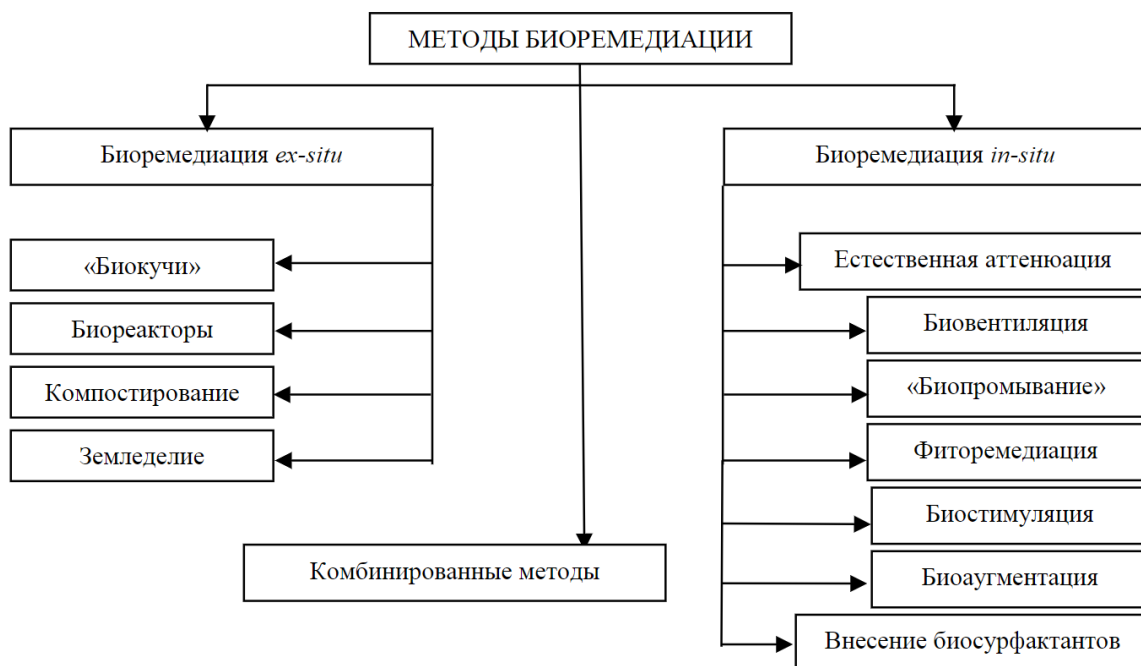 МЕТОДЫ БИОРЕМЕДИАЦИИ
Биоремедиация ex-situ
«Биокучи»
Биореакторы
Компостирование
Земледелие
Комбинированные методы
Биоремедиация in-situ
Естественная аттенюация
Биовентиляция
«Биопромывание»
Фиторемедиация
Биостимуляция
Биоаугментация
Внесение биосурфактантов